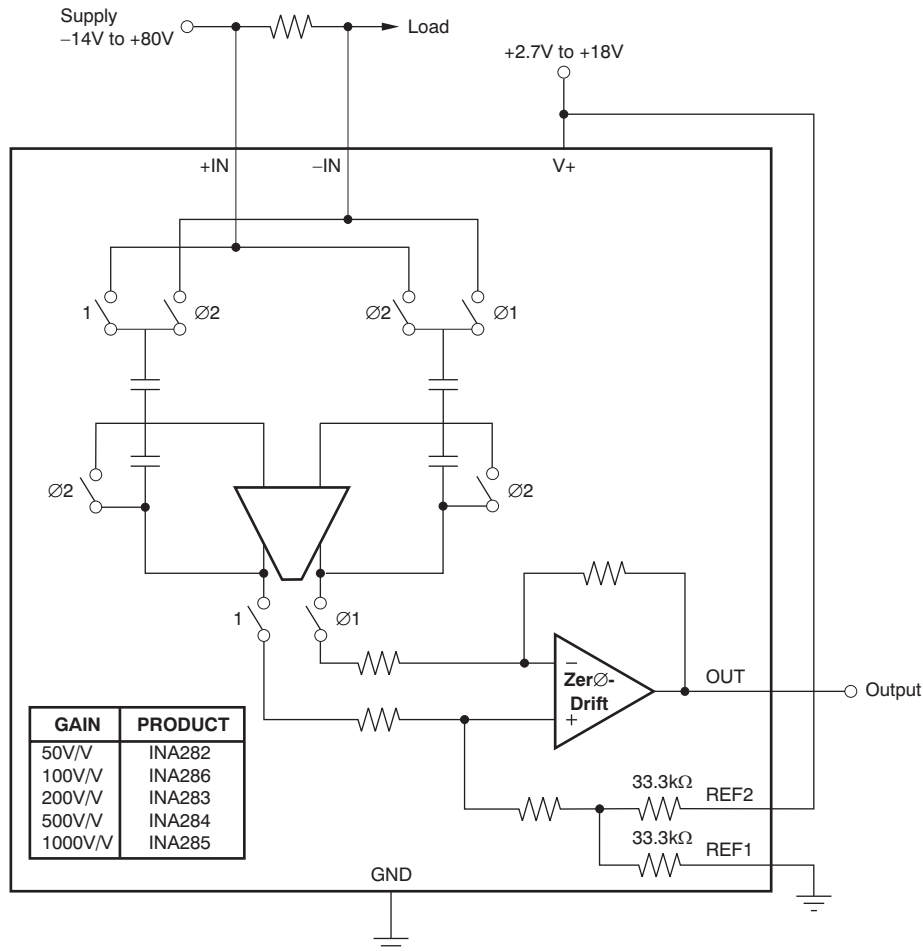 Supply
−14V to +80V
Load
+2.7V to +18V
+IN
−IN
V+
1
Ø2
Ø2
Ø1
Ø2
Ø2
1
Ø1
−
ZerØ-
Drift
+
OUT
Output
GAIN PRODUCT
50V/V INA282
100V/V INA286
200V/V INA283
500V/V INA284
1000V/V INA285
33.3kΩ
REF2
33.3kΩ
REF1
GND